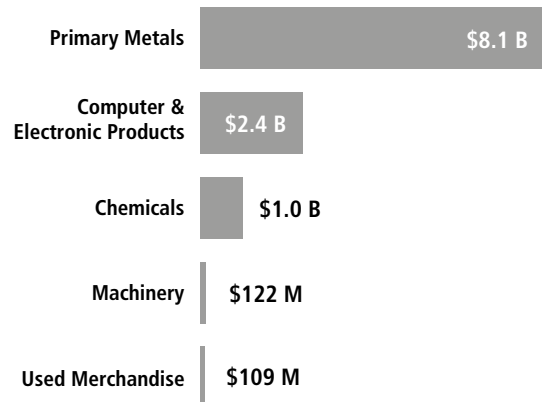 Primary Metals
$8.1 B
Computer &
Electronic Products
$2.4 B
Chemicals
$1.0 B
Machinery
$122 M
Used Merchandise
$109 M